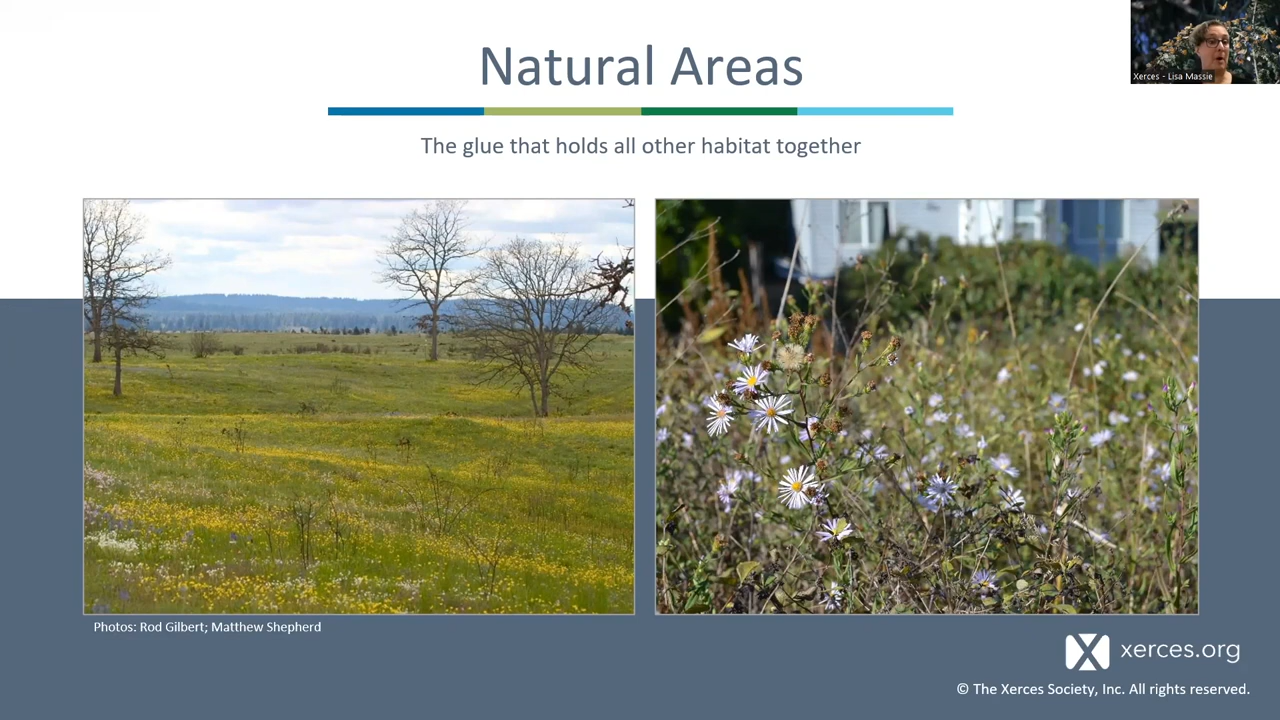 Natural Areas
Xerces - Lisa Massie
The glue that holds all other habitat together
Photos: Rod Gilbert; Matthew Shepherd
X xerces.org
© The Xerces Society, Inc. All rights reserved.